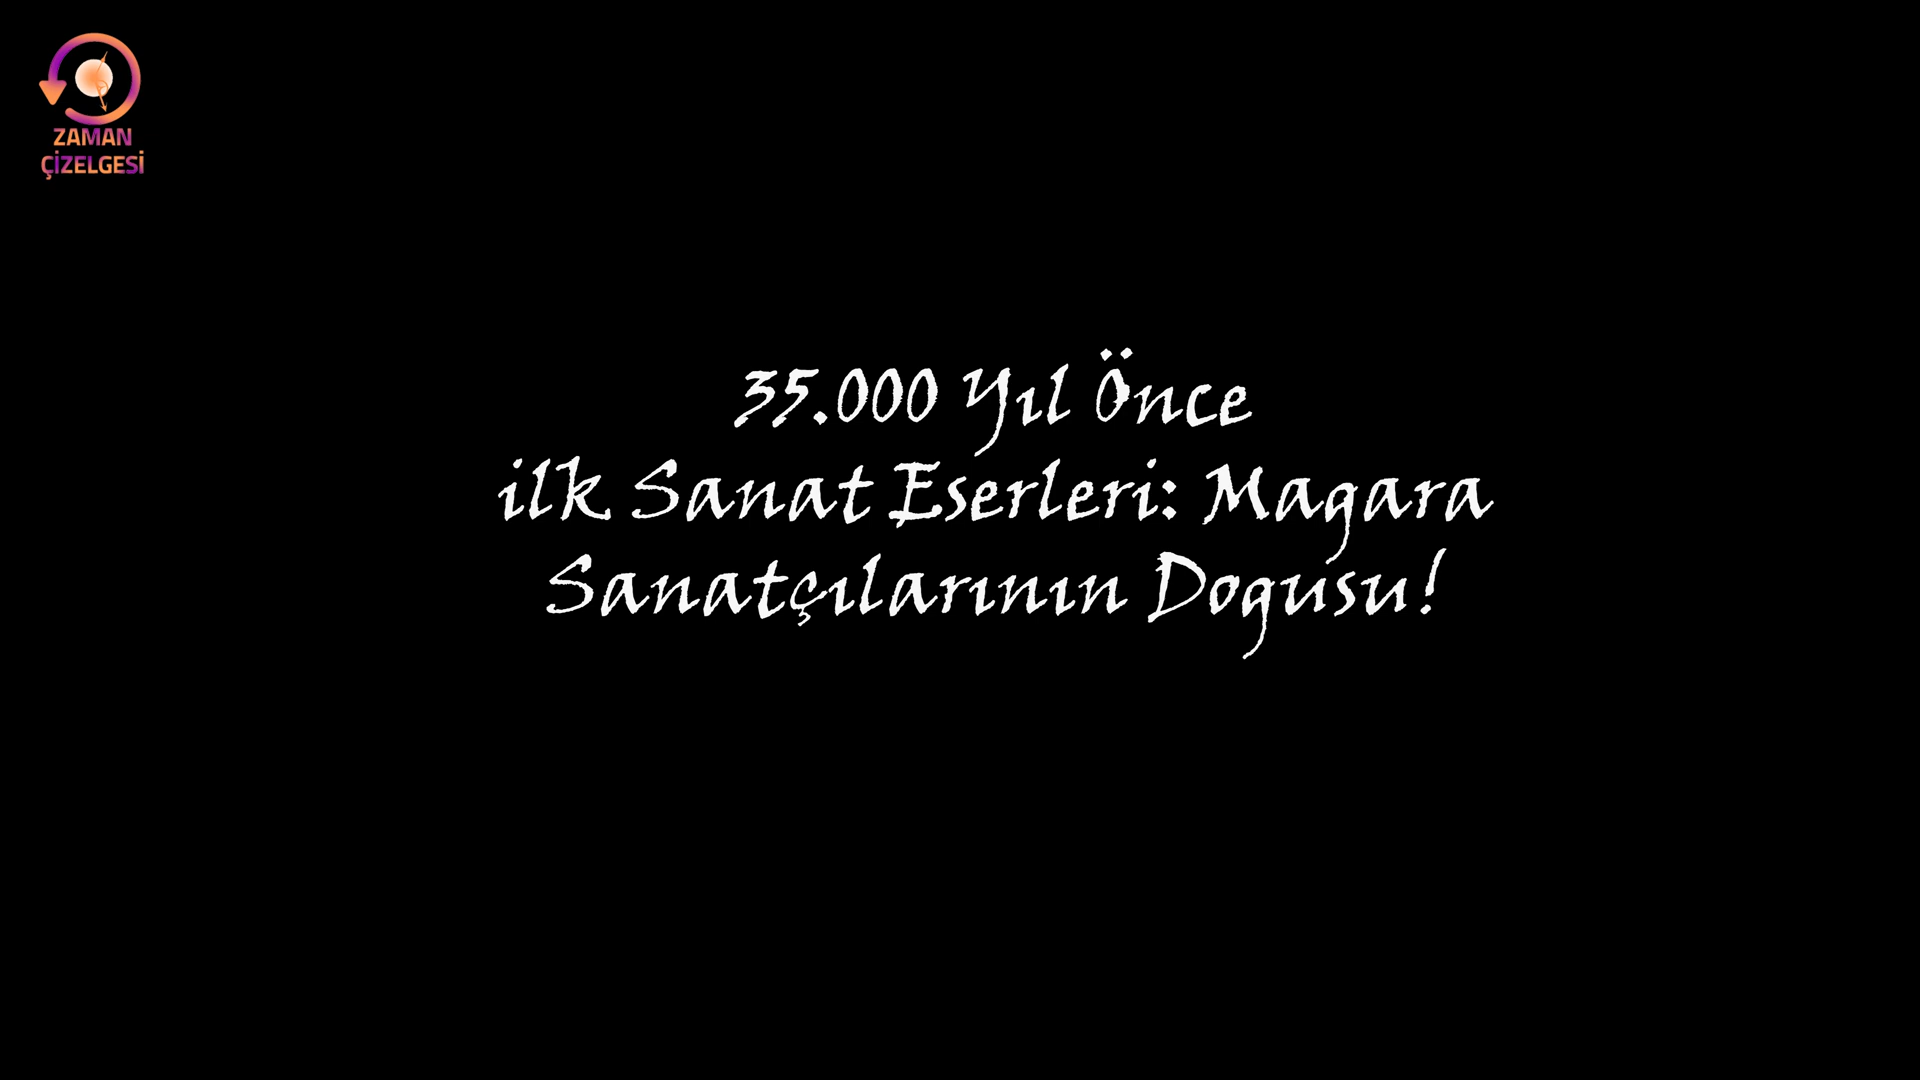 ZAMAN
ÇİZELGESİ
35.000 Yıl Önce
ilk Sanat Eserleri: Magara
Sanatçılarının Dogusu!